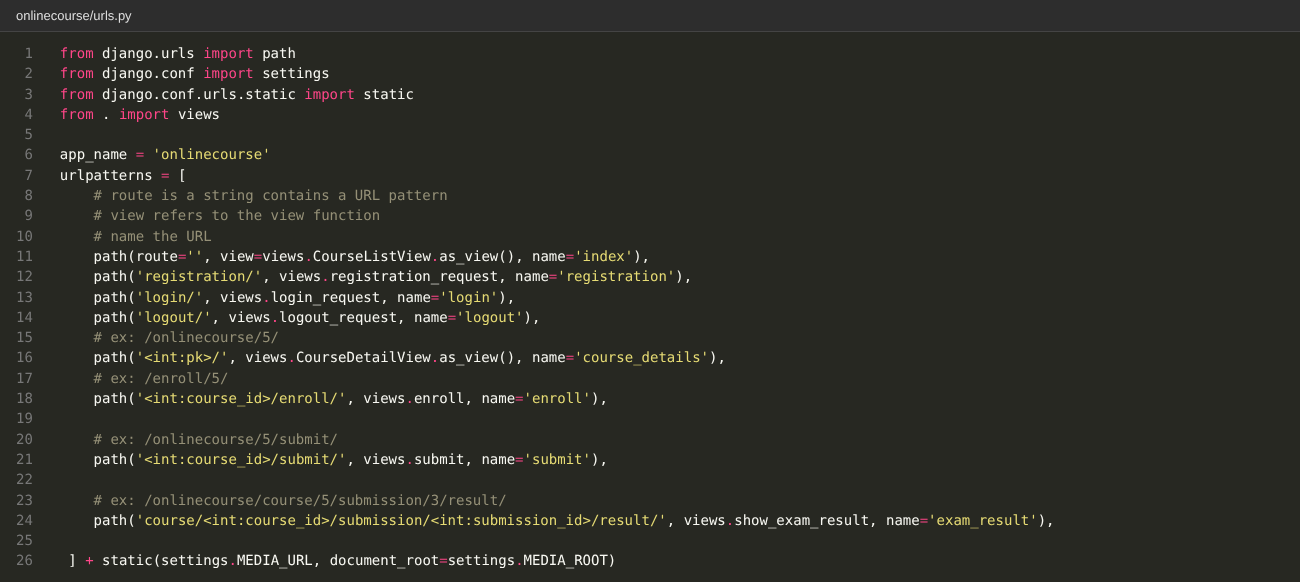 onlinecourse/urls.py
1 from django.urls import path
2 from django.conf import settings
3 from django.conf.urls.static import static
4 from . import views
5
6 app_name = 'onlinecourse'
7 urlpatterns = [
8     # route is a string contains a URL pattern
9     # view refers to the view function
10     # name the URL
11     path(route='', view=views.CourseListView.as_view(), name='index'),
12     path('registration/', views.registration_request, name='registration'),
13     path('login/', views.login_request, name='login'),
14     path('logout/', views.logout_request, name='logout'),
15     # ex: /onlinecourse/5/
16     path('<int:pk>/', views.CourseDetailView.as_view(), name='course_details'),
17     # ex: /enroll/5/
18     path('<int:course_id>/enroll/', views.enroll, name='enroll'),
19
20     # ex: /onlinecourse/5/submit/
21     path('<int:course_id>/submit/', views.submit, name='submit'),
22
23     # ex: /onlinecourse/course/5/submission/3/result/
24     path('course/<int:course_id>/submission/<int:submission_id>/result/', views.show_exam_result, name='exam_result'),
25
26  ] + static(settings.MEDIA_URL, document_root=settings.MEDIA_ROOT)